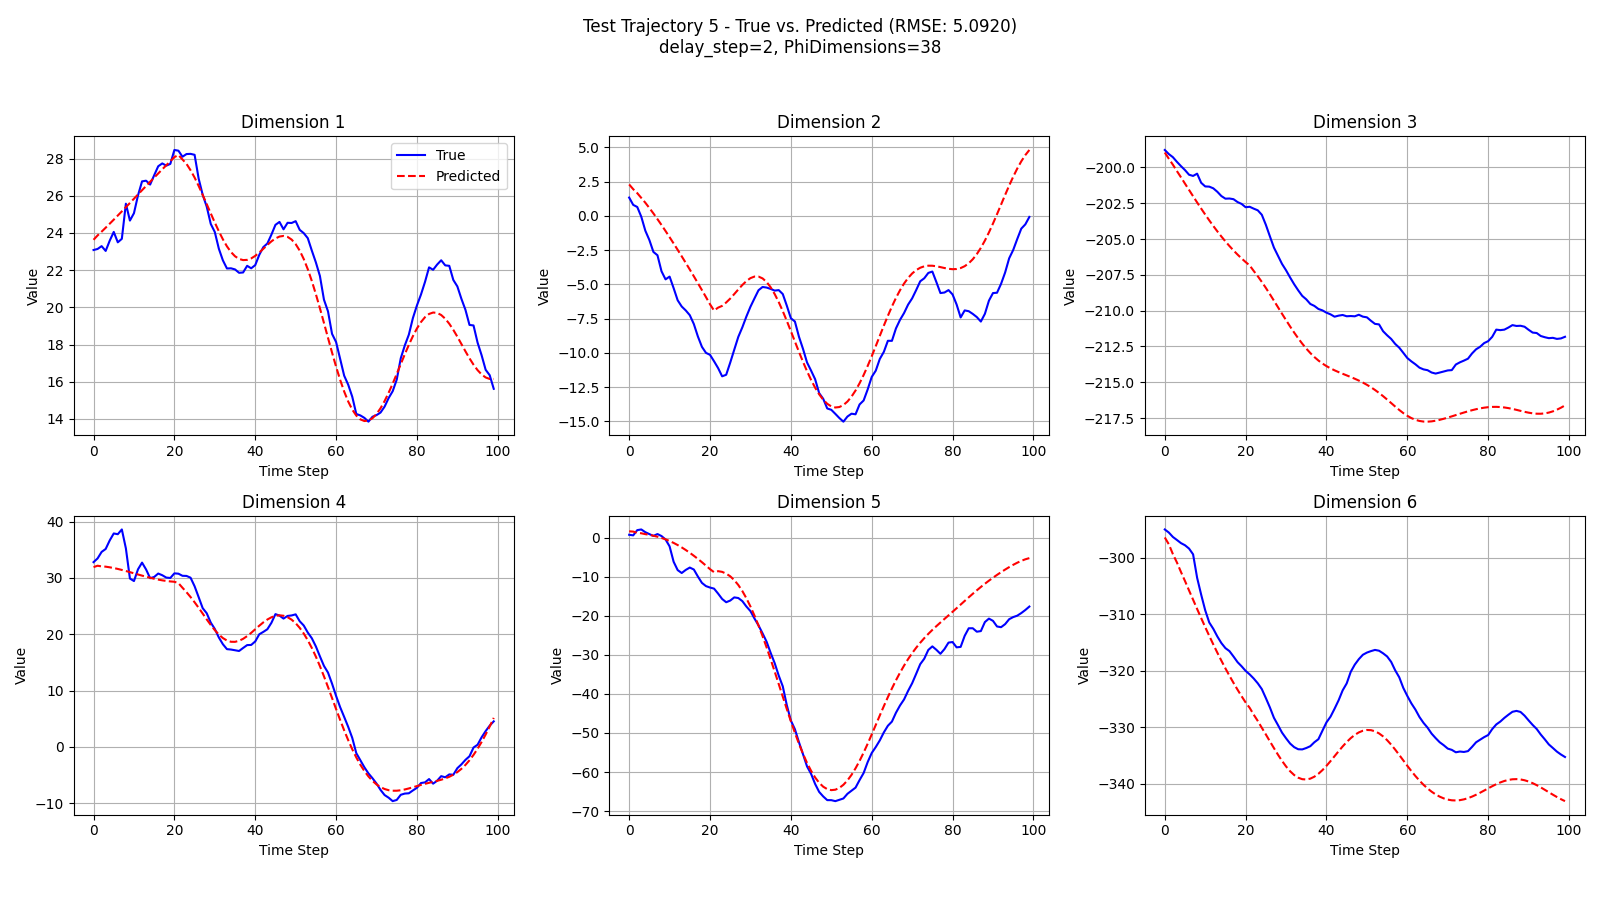 Test Trajectory 5 - True vs. Predicted (RMSE: 5.0920)
delay_step=2, PhiDimensions=38
Dimension 1
True
Predicted
28
26
24
22
20
18
16
14
Value
0 20 40 60 80 100
Time Step
Dimension 2
5.0
2.5
0.0
−2.5
−5.0
−7.5
−10.0
−12.5
−15.0
Value
0 20 40 60 80 100
Time Step
Dimension 3
−200.0
−202.5
−205.0
−207.5
−210.0
−212.5
−215.0
−217.5
Value
0 20 40 60 80 100
Time Step
Dimension 4
40
30
20
10
0
−10
Value
0 20 40 60 80 100
Time Step
Dimension 5
0
−10
−20
−30
−40
−50
−60
−70
Value
0 20 40 60 80 100
Time Step
Dimension 6
−300
−310
−320
−330
−340
Value
0 20 40 60 80 100
Time Step